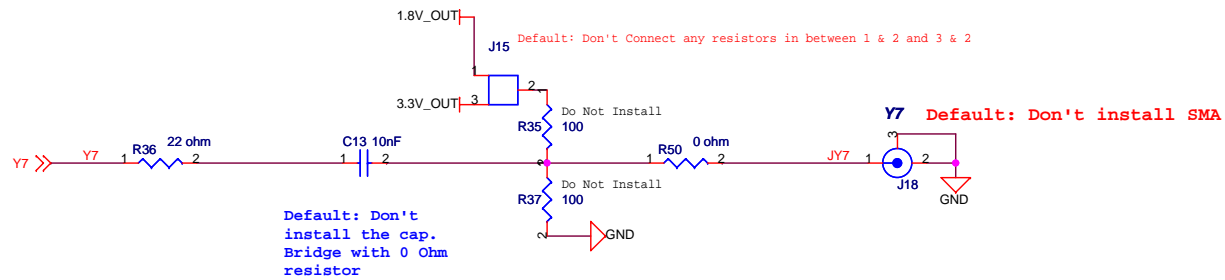 1.8V_OUT
J15
Default: Don't Connect any resistors in between 1 & 2 and 3 & 2
1
2
3.3V_OUT
3
1
Do Not Install
R35
100
2
Y7
Default: Don't install SMA
3
Y7
Y7
1
R36
22 ohm
2
1
C13 10nF
2
1
R50
0 ohm
2
JY7
1
2
J18
GND
1
Do Not Install
R37
100
2
GND
Default: Don't
install the cap.
Bridge with 0 Ohm
resistor